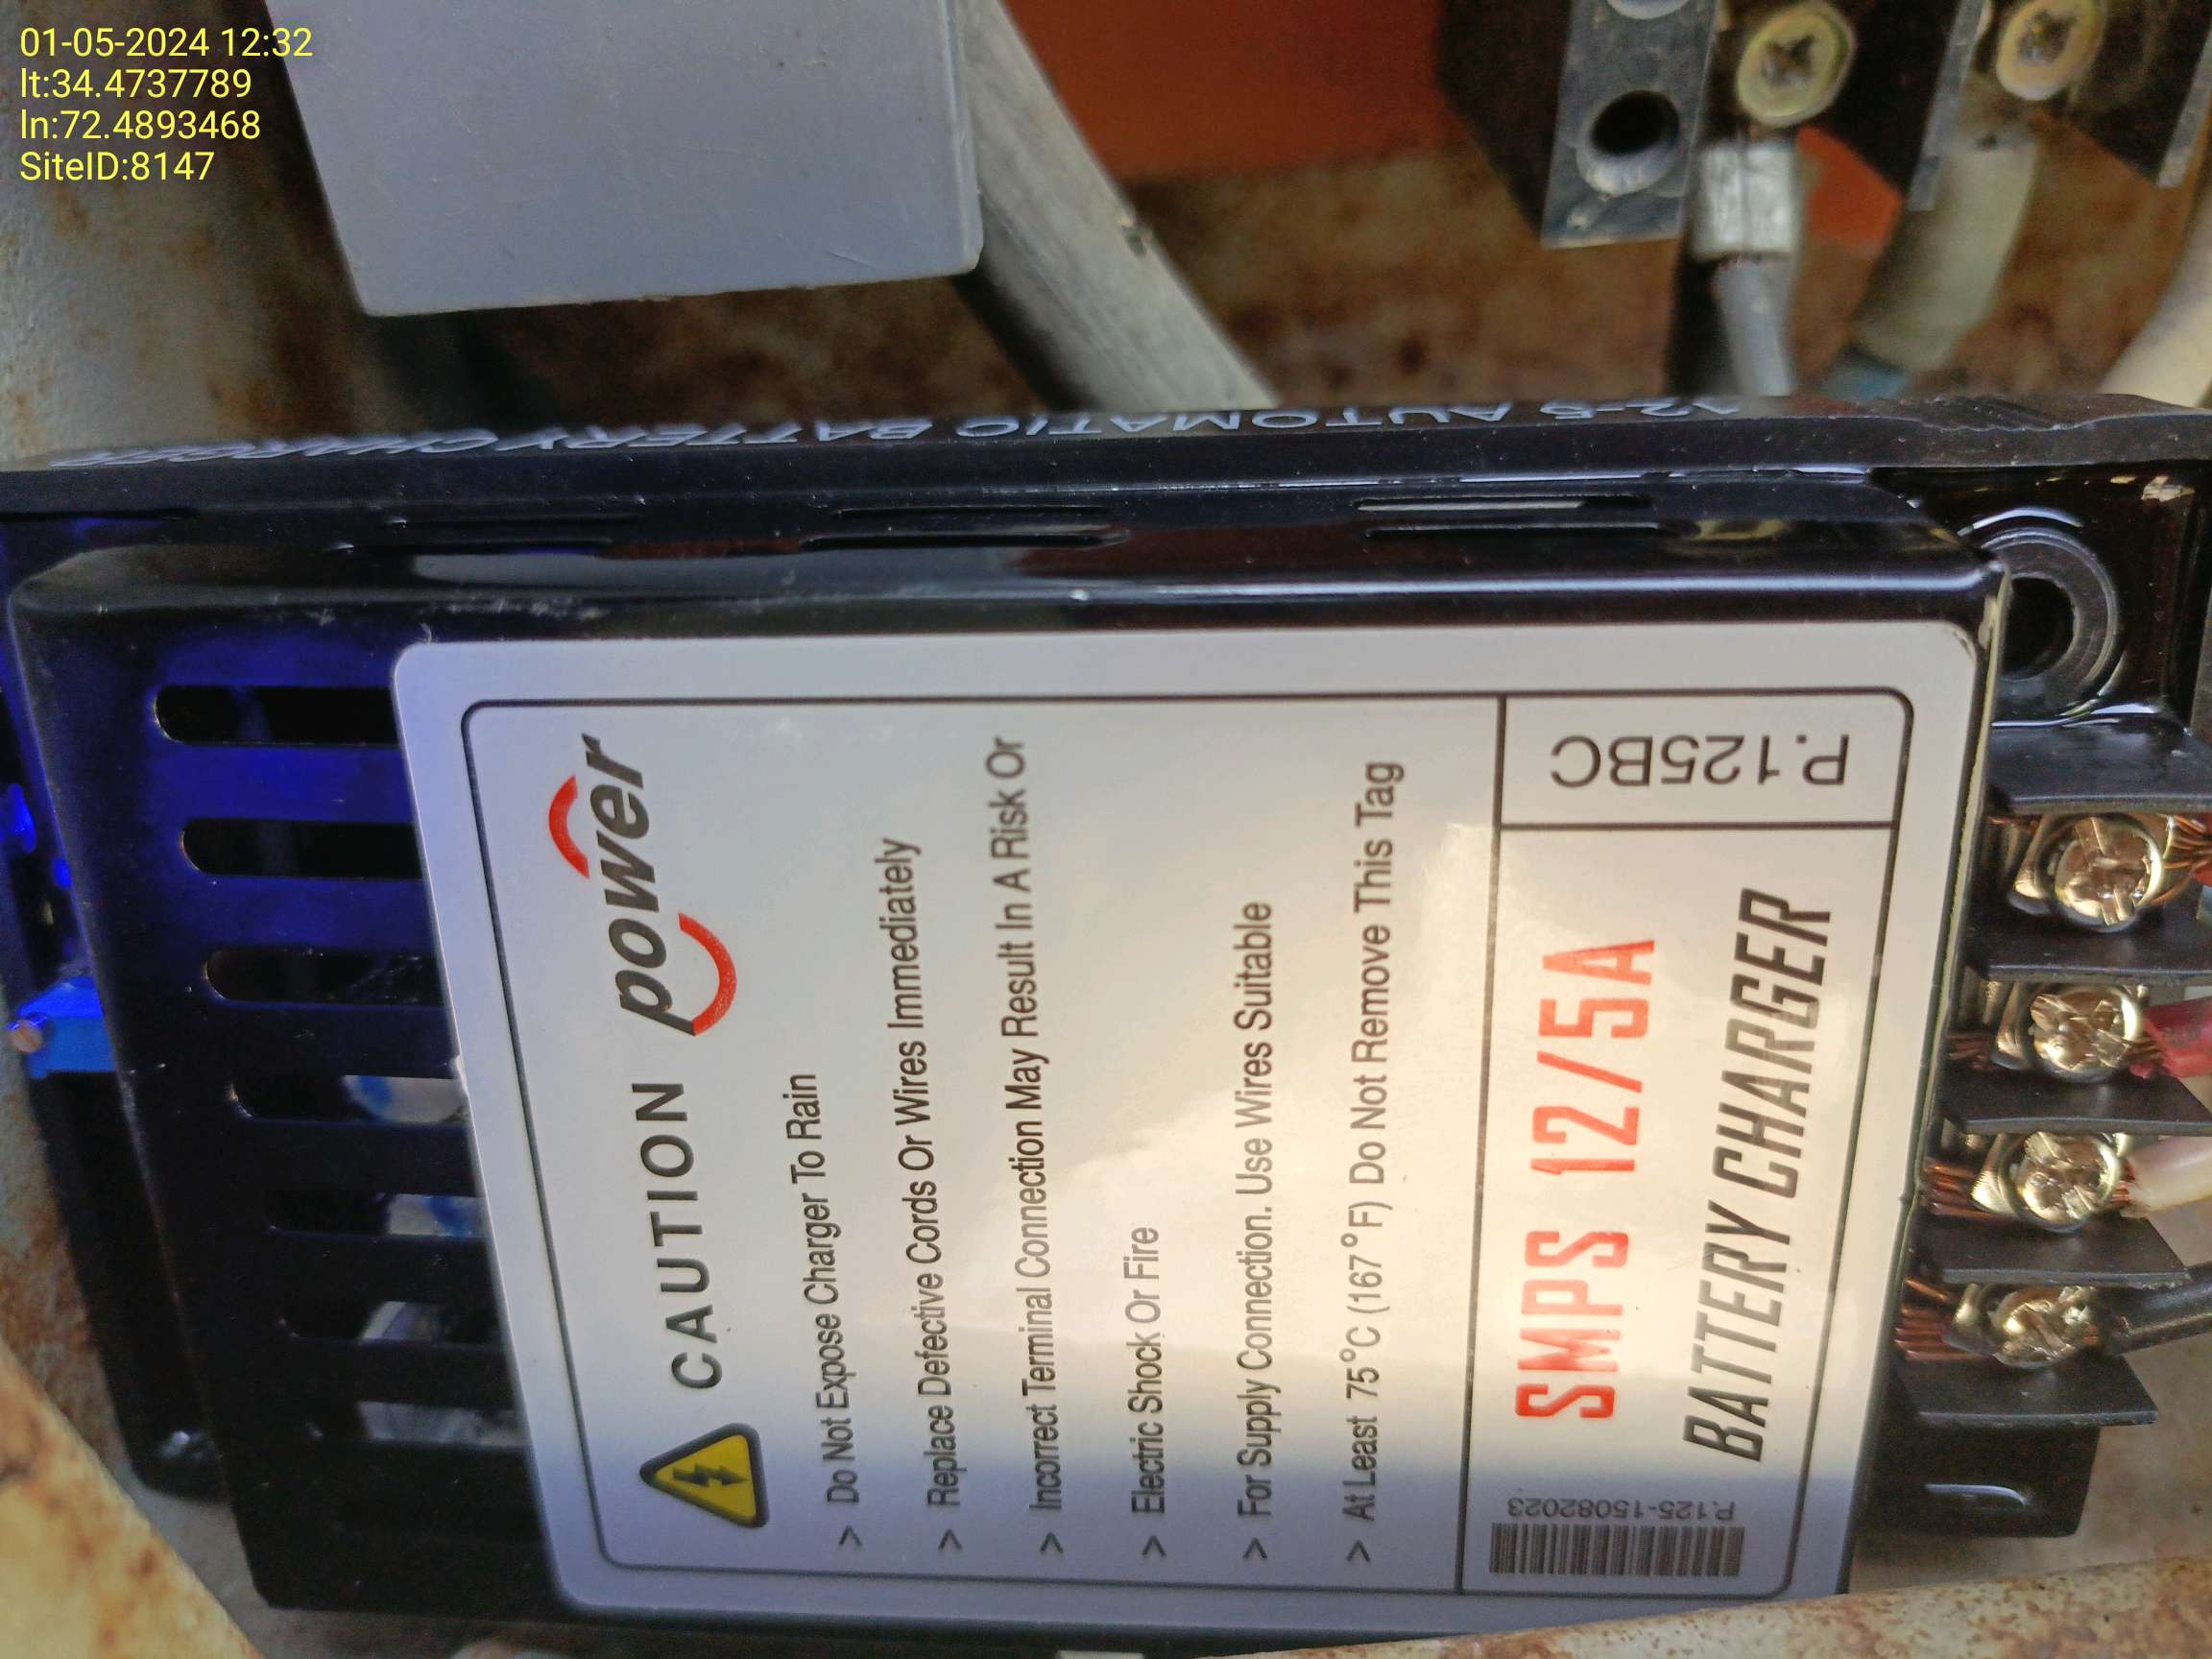 01-05-2024 12:32
lt:34.4737789
ln:72.4893468
SiteID:8147
12-5 AUTOMATIC BATTERY CHARGER
CAUTION power
> Do Not Expose Charger To Rain
> Replace Defective Cords Or Wires Immediately
> Incorrect Terminal Connection May Result In A Risk Or
> Electric Shock Or Fire
> For Supply Connection. Use Wires Suitable
> At Least 75°C (167°F) Do Not Remove This Tag
P.125-15082023
SMPS 12/5A
BATTERY CHARGER
P.125BC